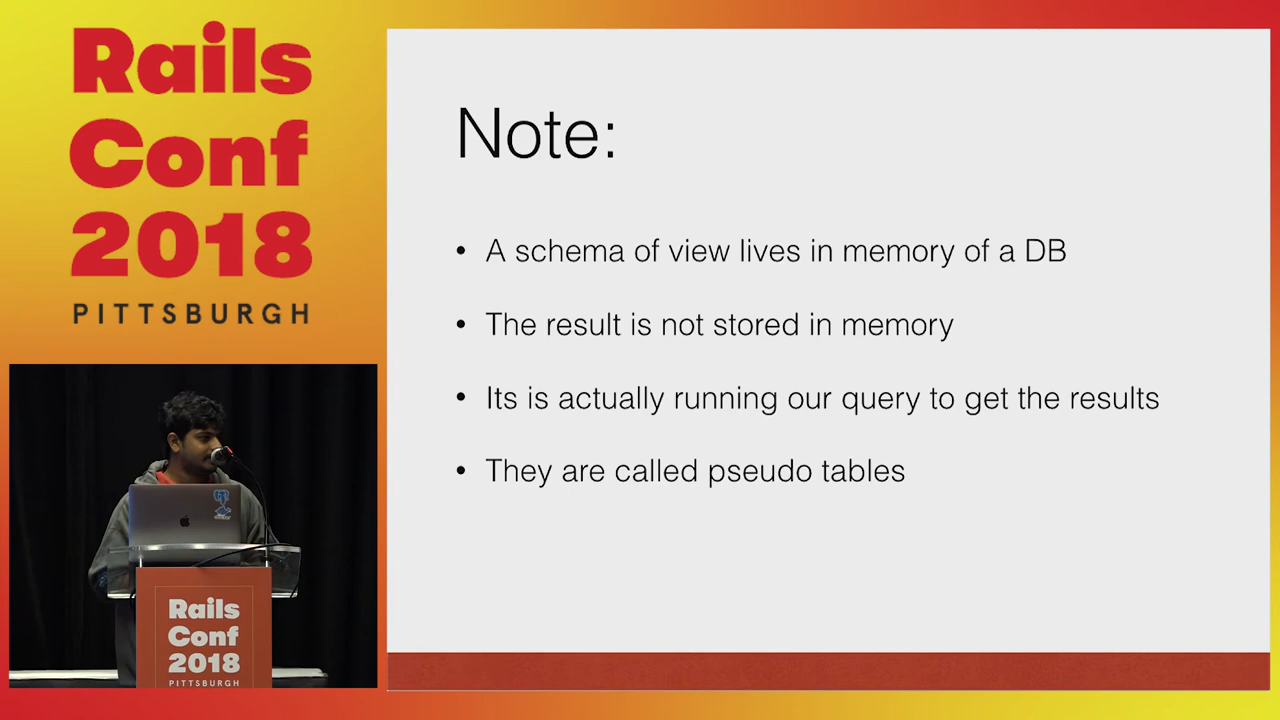 Rails
Conf
2018
PITTSBURGH
Note:
• A schema of view lives in memory of a DB
• The result is not stored in memory
• Its is actually running our query to get the results
• They are called pseudo tables
Rails
Conf
2018
PITTSBURGH